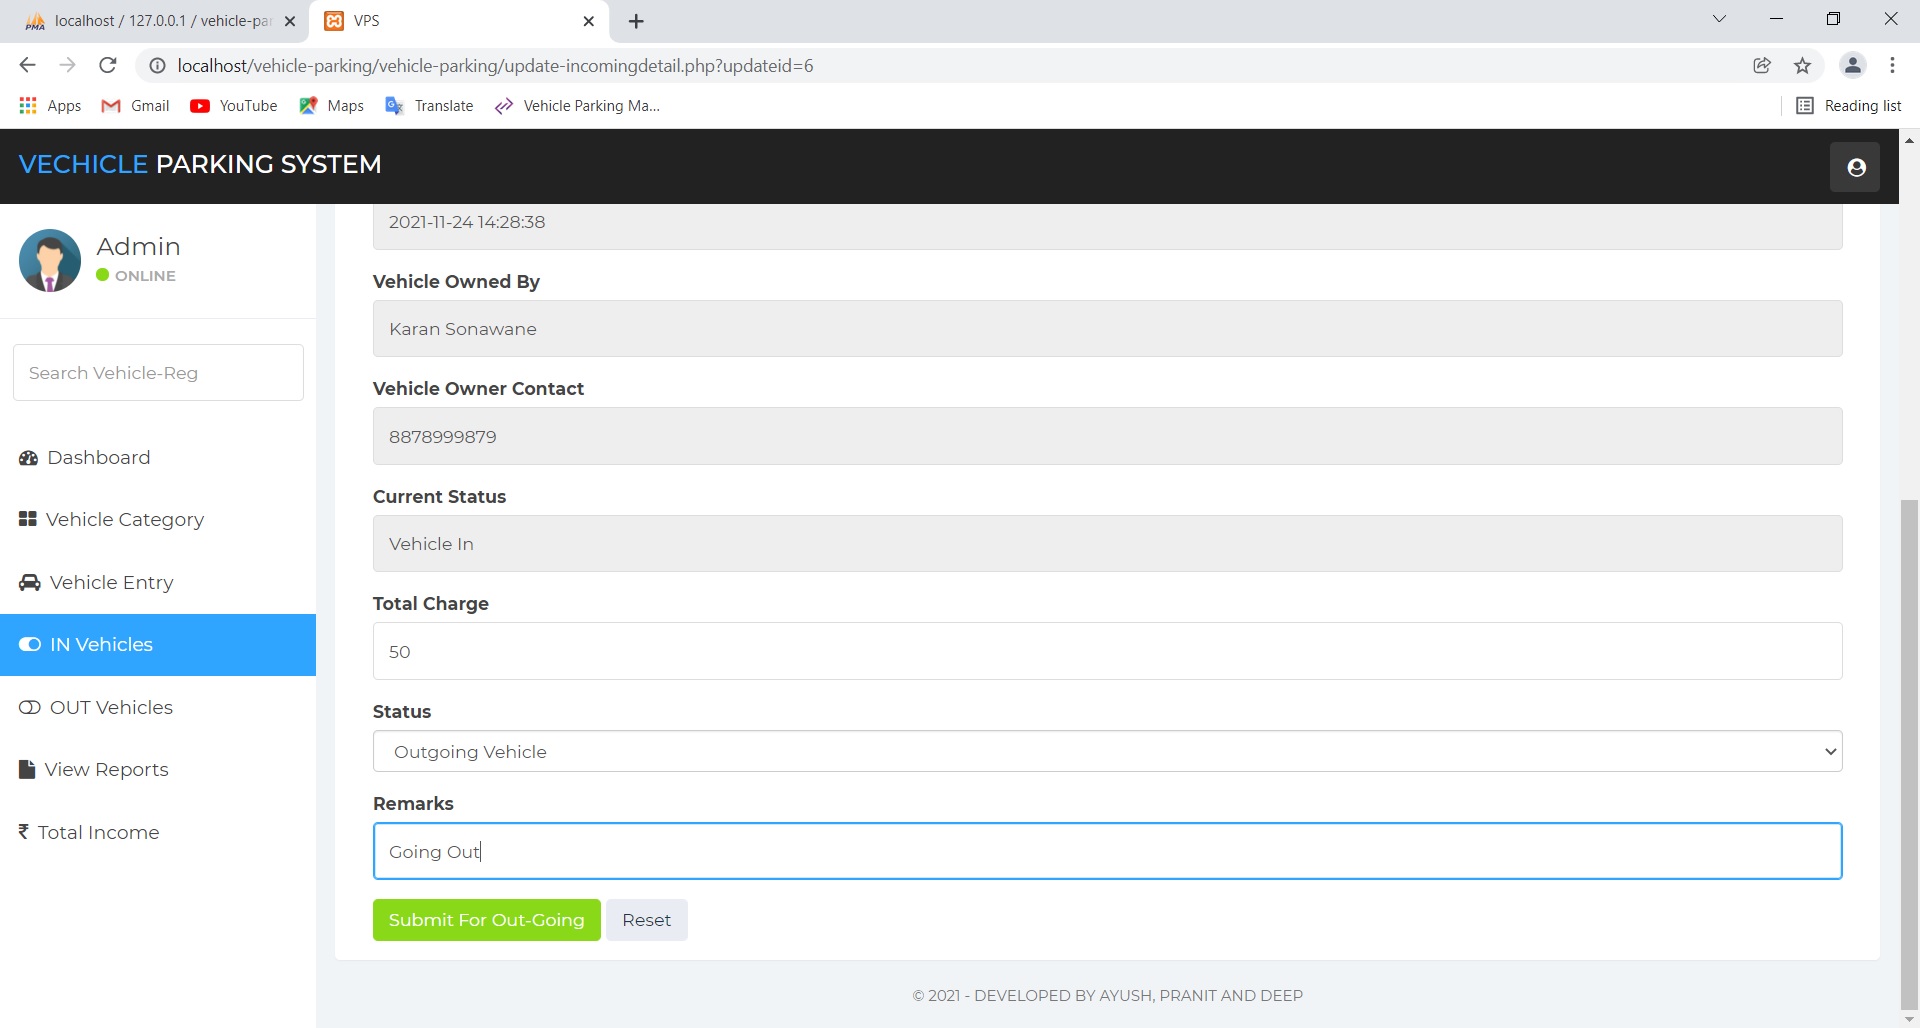 localhost / 127.0.0.1 / vehicle-par
VPS
localhost/vehicle-parking/vehicle-parking/update-incomingdetail.php?updateid=6
Apps
Gmail
YouTube
Maps
Translate
Vehicle Parking Ma...
Reading list
VECHICLE PARKING SYSTEM
Admin
ONLINE
Search Vehicle-Reg
Dashboard
Vehicle Category
Vehicle Entry
IN Vehicles
OUT Vehicles
View Reports
₹ Total Income
2021-11-24 14:28:38
Vehicle Owned By
Karan Sonawane
Vehicle Owner Contact
8878999879
Current Status
Vehicle In
Total Charge
50
Status
Outgoing Vehicle
Remarks
Going Out
Submit For Out-Going
Reset
© 2021 - DEVELOPED BY AYUSH, PRANIT AND DEEP